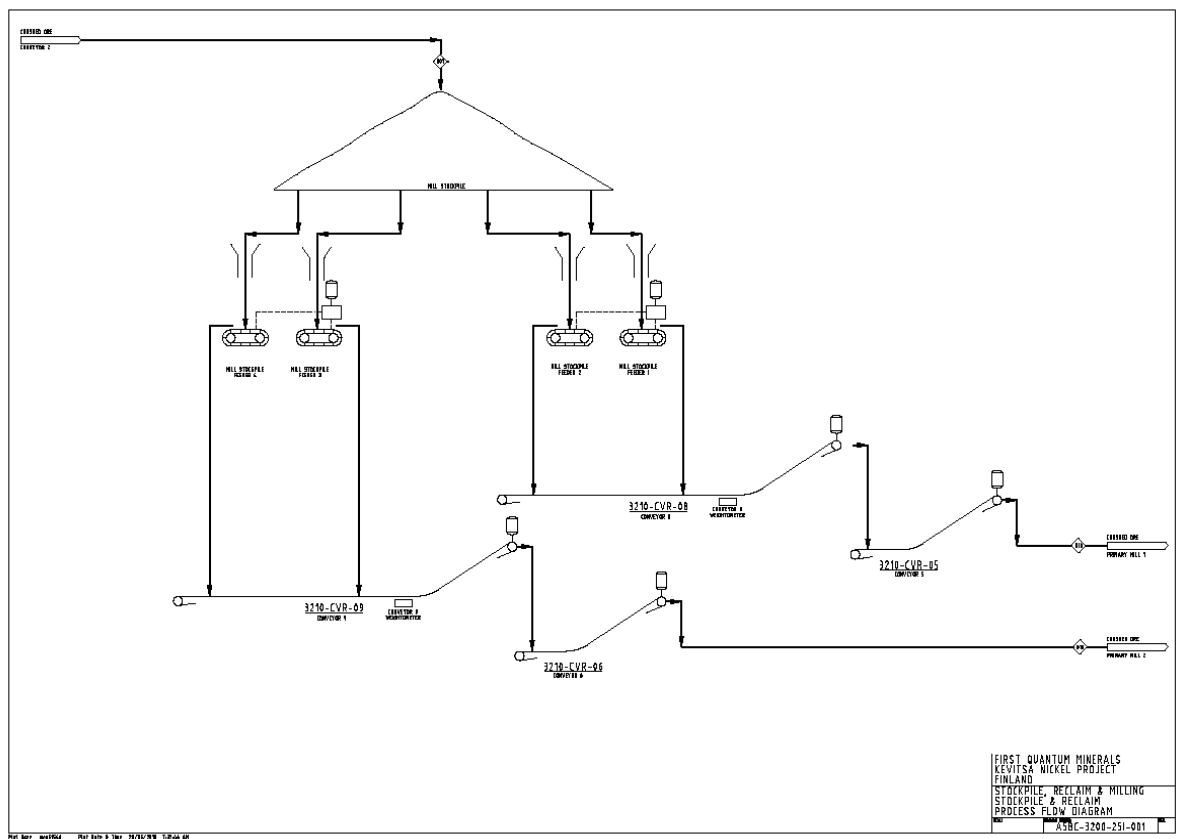 CRUSHED ORE
CONVEYOR 2
MILL STOCKPILE
MILL STOCKPILE
FEEDER 4
MILL STOCKPILE
FEEDER 3
MILL STOCKPILE
FEEDER 2
MILL STOCKPILE
FEEDER 1
3210-CVR-08
CONVEYOR 8
CONVEYOR 8
WEIGHTOMETER
CRUSHED ORE
PRIMARY MILL 1
3210-CVR-05
CONVEYOR 5
3210-CVR-09
CONVEYOR 9
CONVEYOR 9
WEIGHTOMETER
CRUSHED ORE
PRIMARY MILL 2
3210-CVR-06
CONVEYOR 6
FIRST QUANTUM MINERALS
KEVITSA NICKEL PROJECT
FINLAND
STOCKPILE, RECLAIM & MILLING
STOCKPILE & RECLAIM
PROCESS FLOW DIAGRAM
A5BC-3200-25I-001